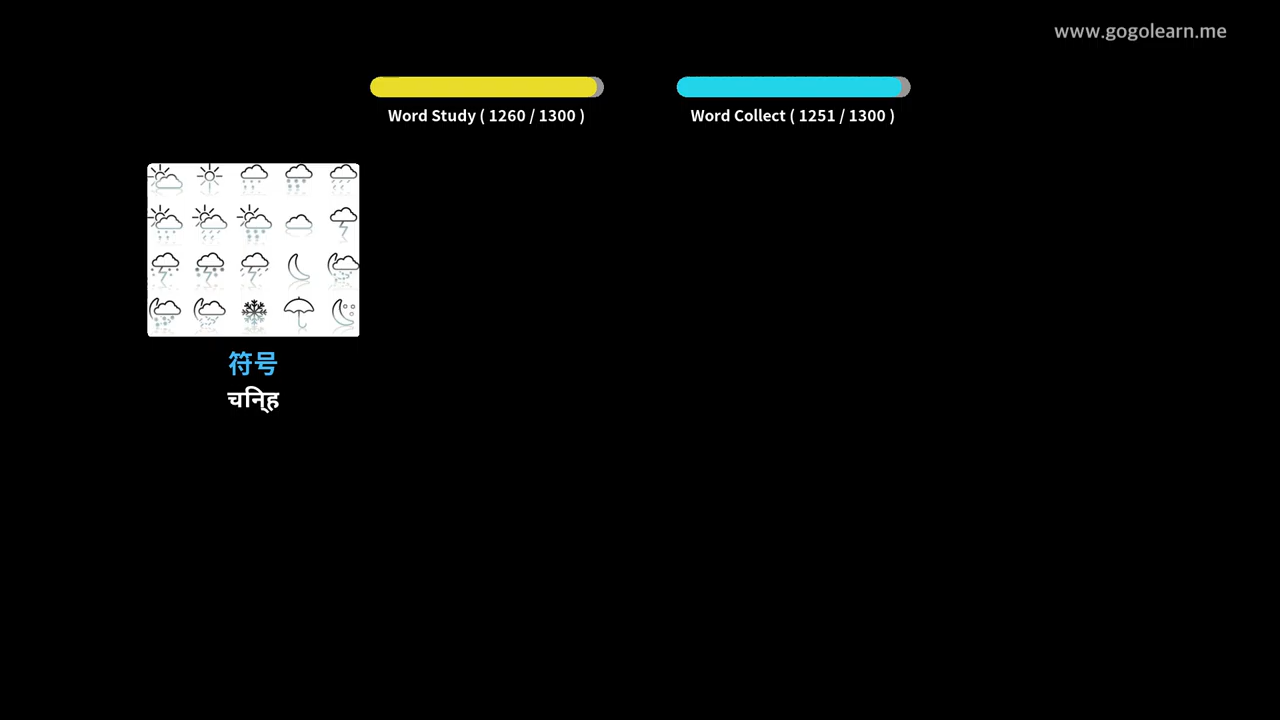 www.gogolearn.me
Word Study ( 1260 / 1300 )
Word Collect ( 1251 / 1300 )
符号
चिन्ह